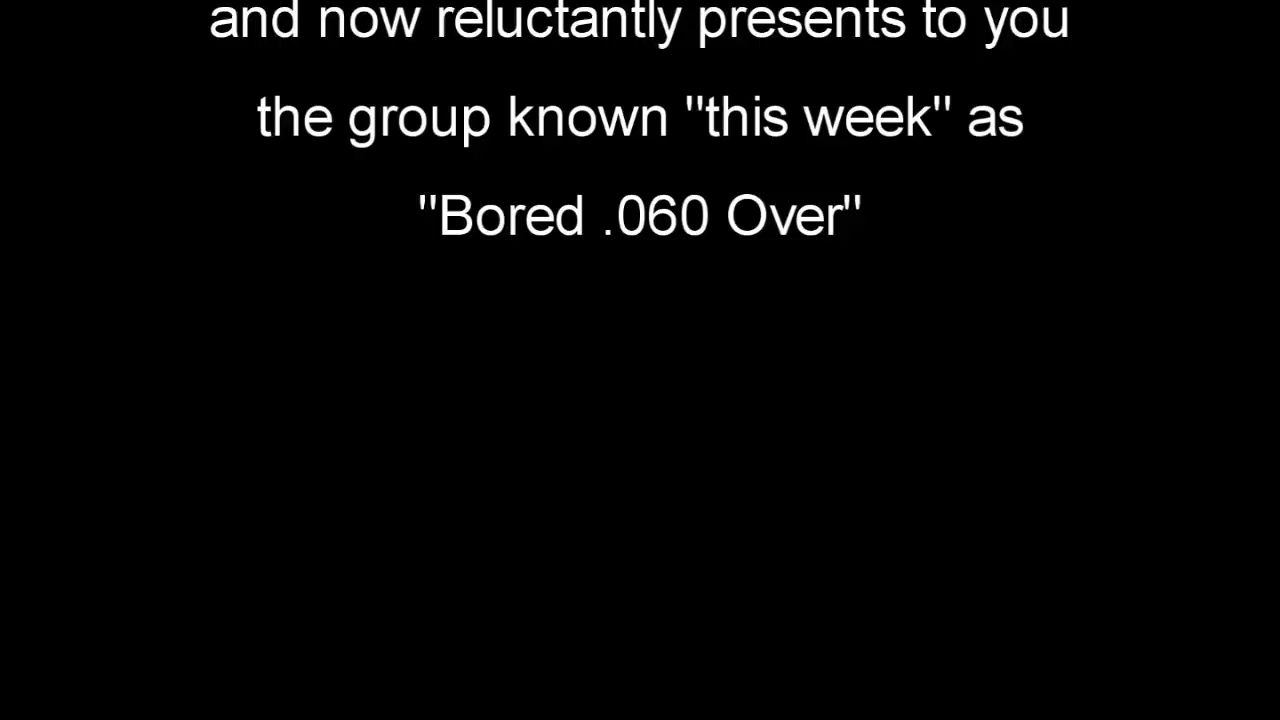 and now reluctantly presents to you
the group known "this week" as
"Bored .060 Over"